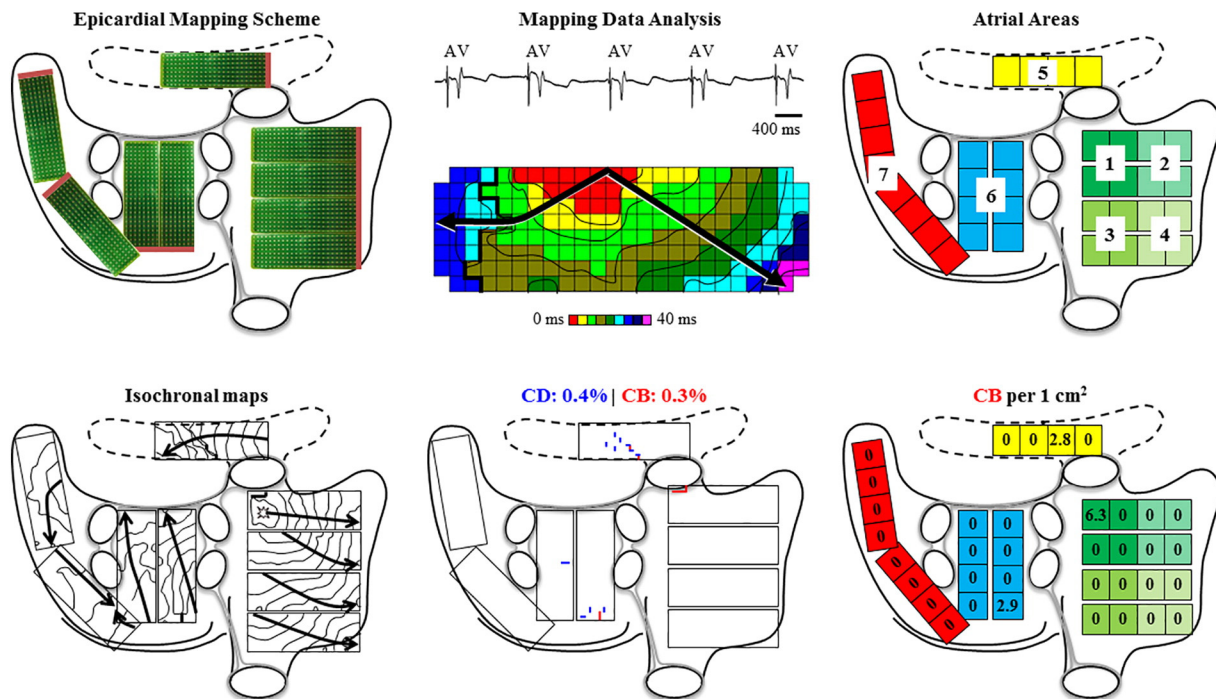 Epicardial Mapping Scheme
Mapping Data Analysis
Atrial Areas
AV AV AV AV AV
400 ms
0 ms 40 ms
5
1 2
7
6
3 4
Isochronal maps
CD: 0.4% | CB: 0.3%
CB per 1 cm²
0 0 2.8 0
0
0
0
0
0
0
0
0
0 0
0 0
0 0
0 2.9
6.3 0 0 0
0 0 0 0
0 0 0 0
0 0 0 0